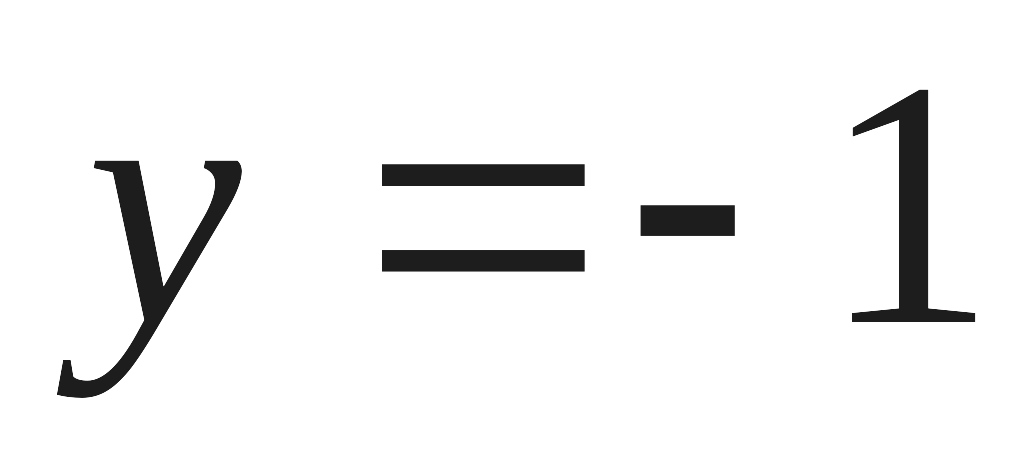 y = - 1